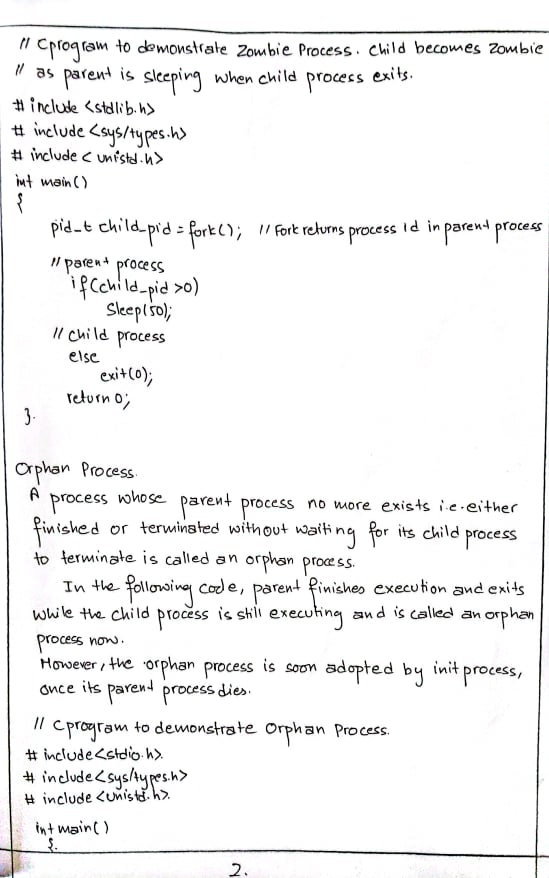 // Cprogram to demonstrate Zombie Process. Child becomes Zombie
// as parent is sleeping when child process exits.
# include <stdlib.h>
# include <sys/types.h>
# include < unistd.h>
int main()
{
pid_t child_pid = fork(); // Fork returns process id in parent process
// parent process
if(child_pid >0)
Sleep(50);
// child process
else
exit(0);
return 0;
}.
Orphan Process.
A process whose parent process no more exists i.e. either
finished or terminated without waiting for its child process
to terminate is called an orphan process.
In the following code, parent finishes execution and exits
while the child process is still executing and is called an orphan
process now.
However, the orphan process is soon adopted by init process,
once its parent process dies.
// Cprogram to demonstrate Orphan Process.
# include<stdio.h>.
# include<sys/types.h>
# include <unistd.h>.
int main()
{.
2.